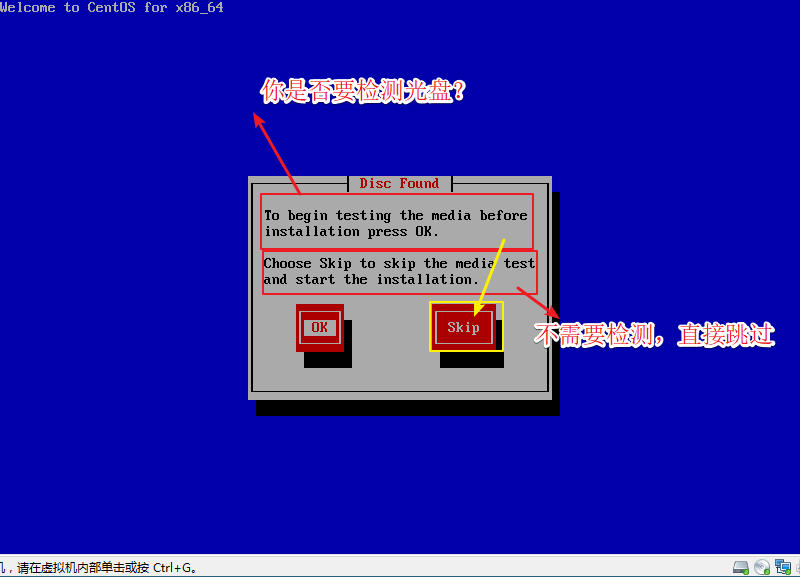 Welcome to CentOS for x86_64
你是否要检测光盘？
Disc Found
To begin testing the media before
installation press OK.
Choose Skip to skip the media test
and start the installation.
OK
Skip
不需要检测，直接跳过
，请在虚拟机内部单击或按 Ctrl+G。